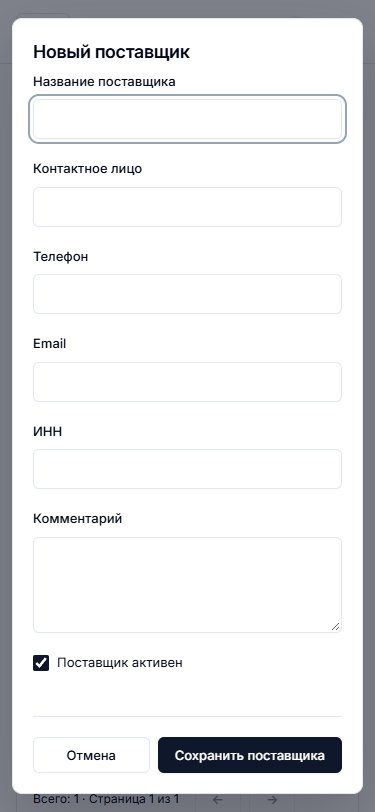 Новый поставщик
Название поставщика
Контактное лицо
Телефон
Email
ИНН
Комментарий
Поставщик активен
Отмена
Сохранить поставщика
Всего: 1 · Страница 1 из 1